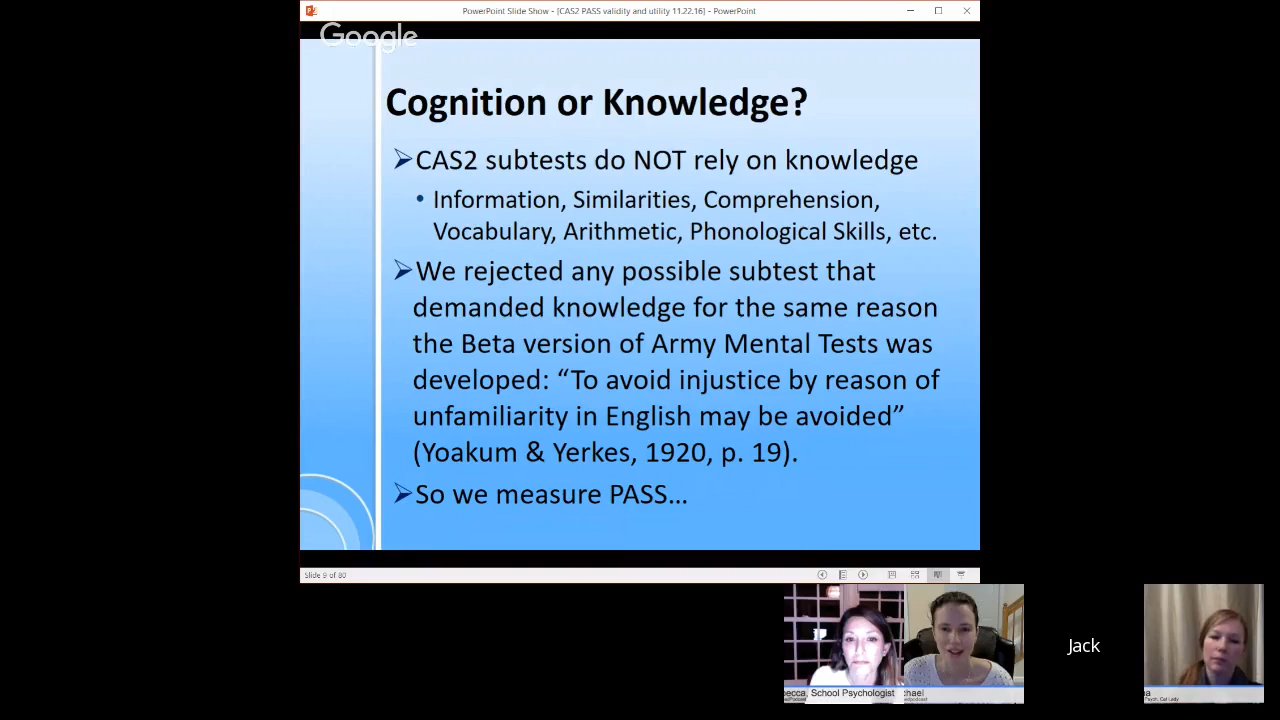 PowerPoint Slide Show - [CAS2 PASS validity and utility 11.22.16] - PowerPoint
Google
Cognition or Knowledge?
CAS2 subtests do NOT rely on knowledge
• Information, Similarities, Comprehension,
Vocabulary, Arithmetic, Phonological Skills, etc.
We rejected any possible subtest that
demanded knowledge for the same reason
the Beta version of Army Mental Tests was
developed: “To avoid injustice by reason of
unfamiliarity in English may be avoided”
(Yoakum & Yerkes, 1920, p. 19).
So we measure PASS…
Slide 9 of 80
Jack
becca, School Psychologist
chael